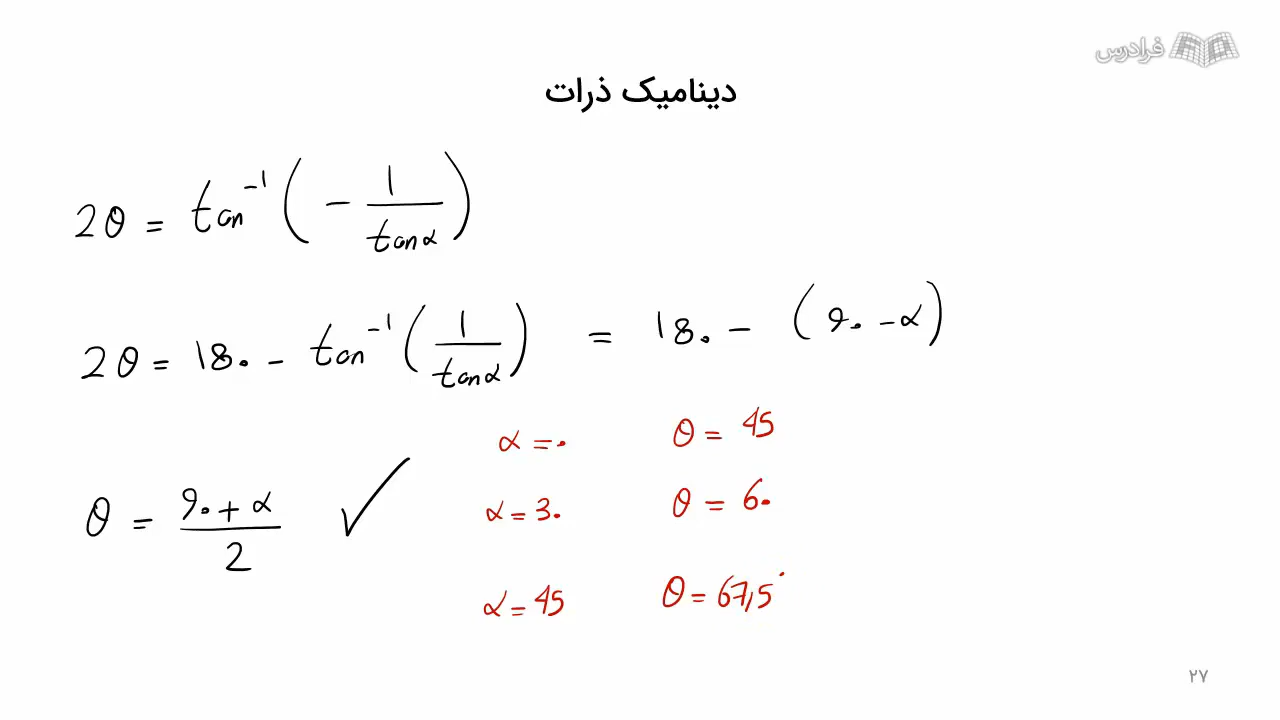 فرادرس
دینامیک ذرات
2θ = tan⁻¹(- 1/tanα)
2θ = 180 - tan⁻¹(1/tanα) = 180 - (90 - α)
α = 0 θ = 45
α = 30 θ = 60
θ = 90 + α / 2 ✓
α = 45 θ = 67,5°
۲۷